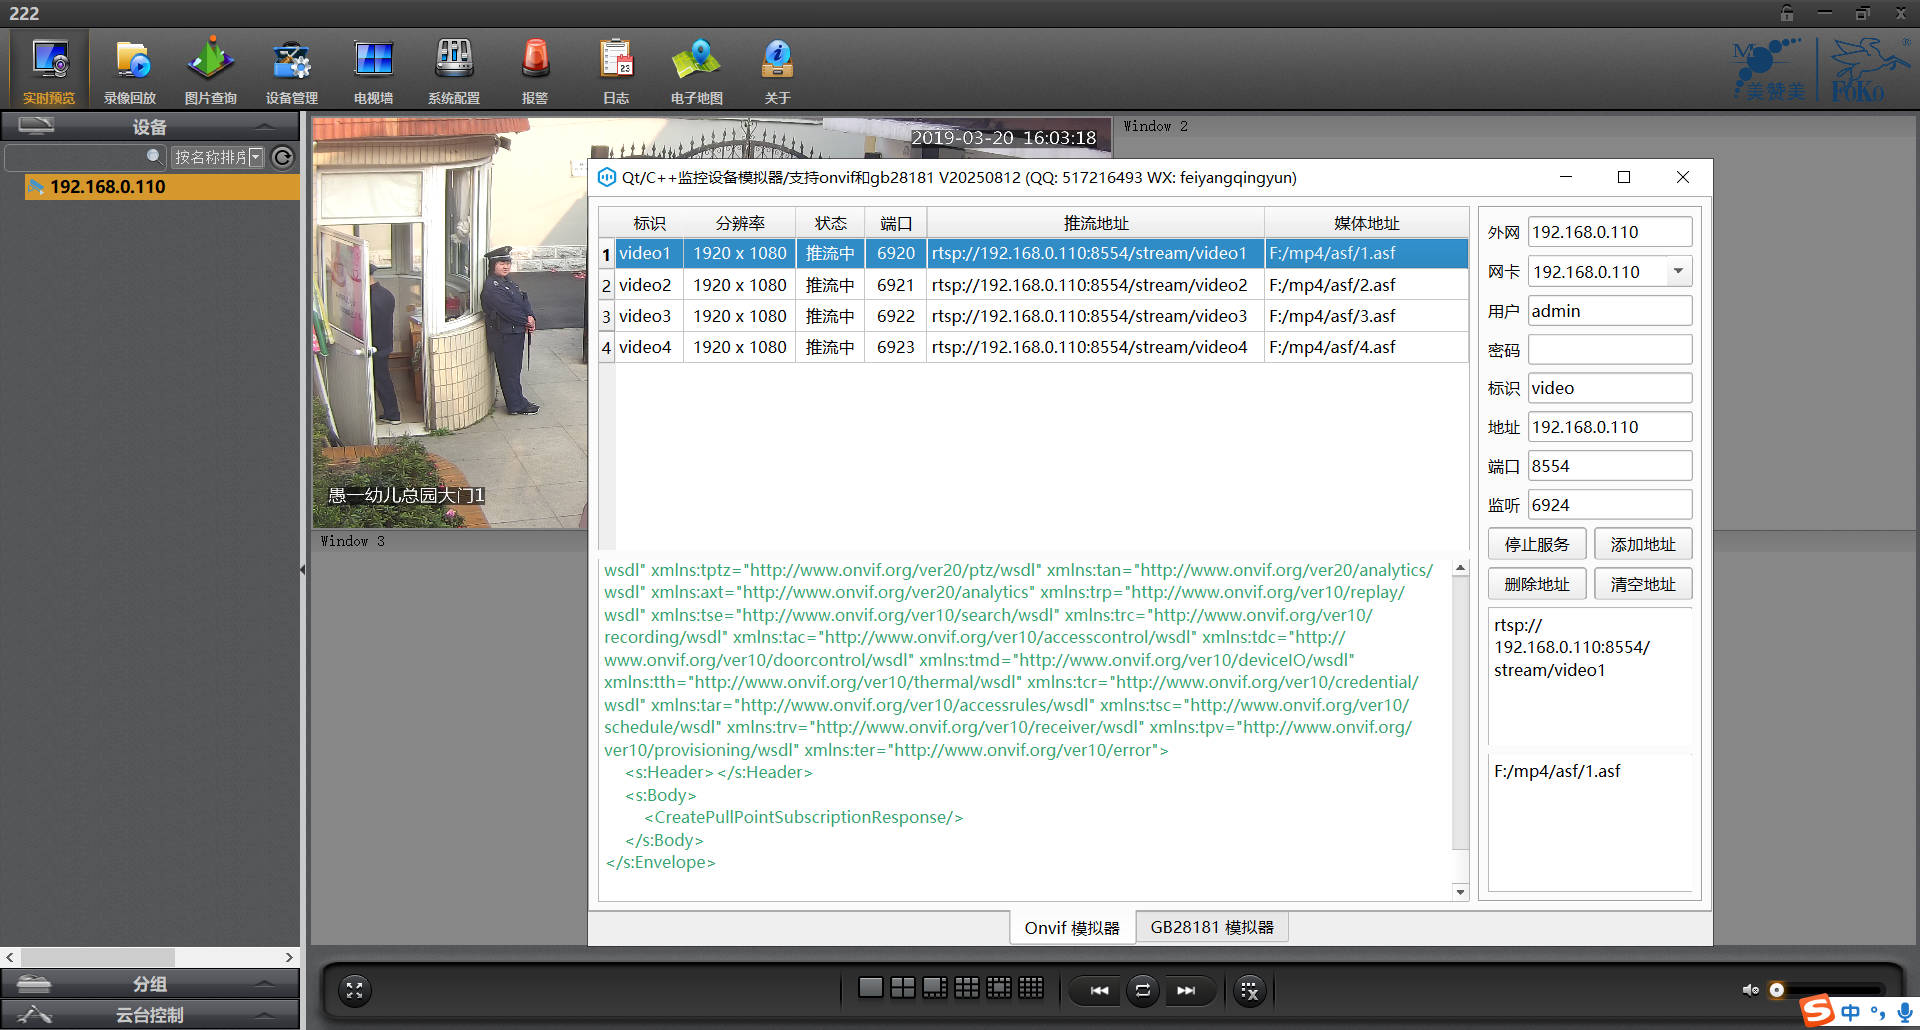 222
实时预览
录像回放
图片查询
设备管理
电视墙
系统配置
报警
日志
23
电子地图
关于
美赞美
FoKo
设备
按名称排序
192.168.0.110
2019-03-20 16:03:18
愚一幼儿总园大门1
Window 2
Window 3
Qt/C++监控设备模拟器/支持onvif和gb28181 V20250812 (QQ: 517216493 WX: feiyangqingyun)
标识 分辨率 状态 端口 推流地址 媒体地址
1 video1 1920 x 1080 推流中 6920 rtsp://192.168.0.110:8554/stream/video1 F:/mp4/asf/1.asf
2 video2 1920 x 1080 推流中 6921 rtsp://192.168.0.110:8554/stream/video2 F:/mp4/asf/2.asf
3 video3 1920 x 1080 推流中 6922 rtsp://192.168.0.110:8554/stream/video3 F:/mp4/asf/3.asf
4 video4 1920 x 1080 推流中 6923 rtsp://192.168.0.110:8554/stream/video4 F:/mp4/asf/4.asf
wsdl" xmlns:tptz="http://www.onvif.org/ver20/ptz/wsdl" xmlns:tan="http://www.onvif.org/ver20/analytics/
wsdl" xmlns:axt="http://www.onvif.org/ver20/analytics" xmlns:trp="http://www.onvif.org/ver10/replay/
wsdl" xmlns:tse="http://www.onvif.org/ver10/search/wsdl" xmlns:trc="http://www.onvif.org/ver10/
recording/wsdl" xmlns:tac="http://www.onvif.org/ver10/accesscontrol/wsdl" xmlns:tdc="http://
www.onvif.org/ver10/doorcontrol/wsdl" xmlns:tmd="http://www.onvif.org/ver10/deviceIO/wsdl"
xmlns:tth="http://www.onvif.org/ver10/thermal/wsdl" xmlns:tcr="http://www.onvif.org/ver10/credential/
wsdl" xmlns:tar="http://www.onvif.org/ver10/accessrules/wsdl" xmlns:tsc="http://www.onvif.org/ver10/
schedule/wsdl" xmlns:trv="http://www.onvif.org/ver10/receiver/wsdl" xmlns:tpv="http://www.onvif.org/
ver10/provisioning/wsdl" xmlns:ter="http://www.onvif.org/ver10/error">
<s:Header></s:Header>
<s:Body>
<CreatePullPointSubscriptionResponse/>
</s:Body>
</s:Envelope>
外网 192.168.0.110
网卡 192.168.0.110
用户 admin
密码
标识 video
地址 192.168.0.110
端口 8554
监听 6924
停止服务 添加地址
删除地址 清空地址
rtsp://
192.168.0.110:8554/
stream/video1
F:/mp4/asf/1.asf
Onvif 模拟器 GB28181 模拟器
分组
云台控制
中